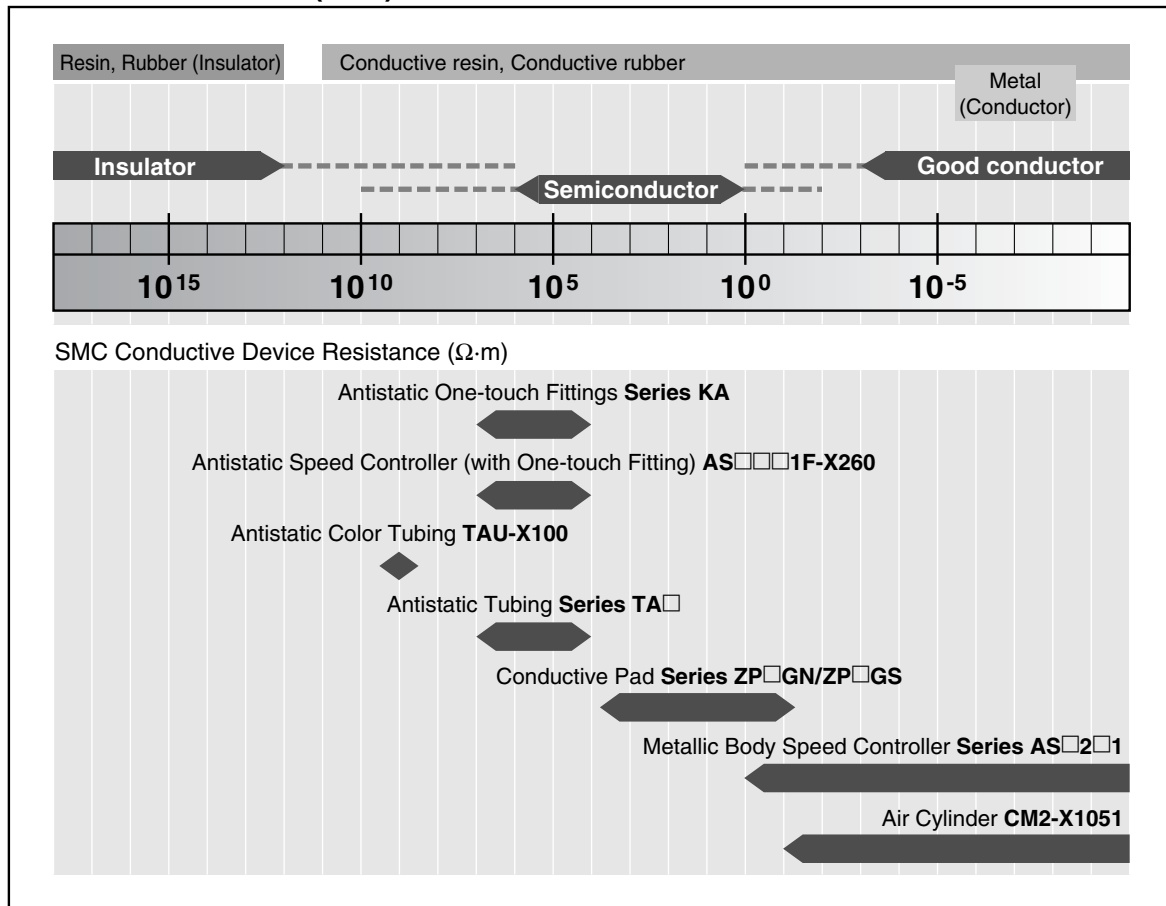 Resin, Rubber (Insulator)
Conductive resin, Conductive rubber
Metal
(Conductor)
Insulator
Good conductor
Semiconductor
10¹⁵ 10¹⁰ 10⁵ 10⁰ 10⁻⁵
SMC Conductive Device Resistance (Ω·m)
Antistatic One-touch Fittings Series KA
Antistatic Speed Controller (with One-touch Fitting) AS□□□1F-X260
Antistatic Color Tubing TAU-X100
Antistatic Tubing Series TA□
Conductive Pad Series ZP□GN/ZP□GS
Metallic Body Speed Controller Series AS□2□1
Air Cylinder CM2-X1051